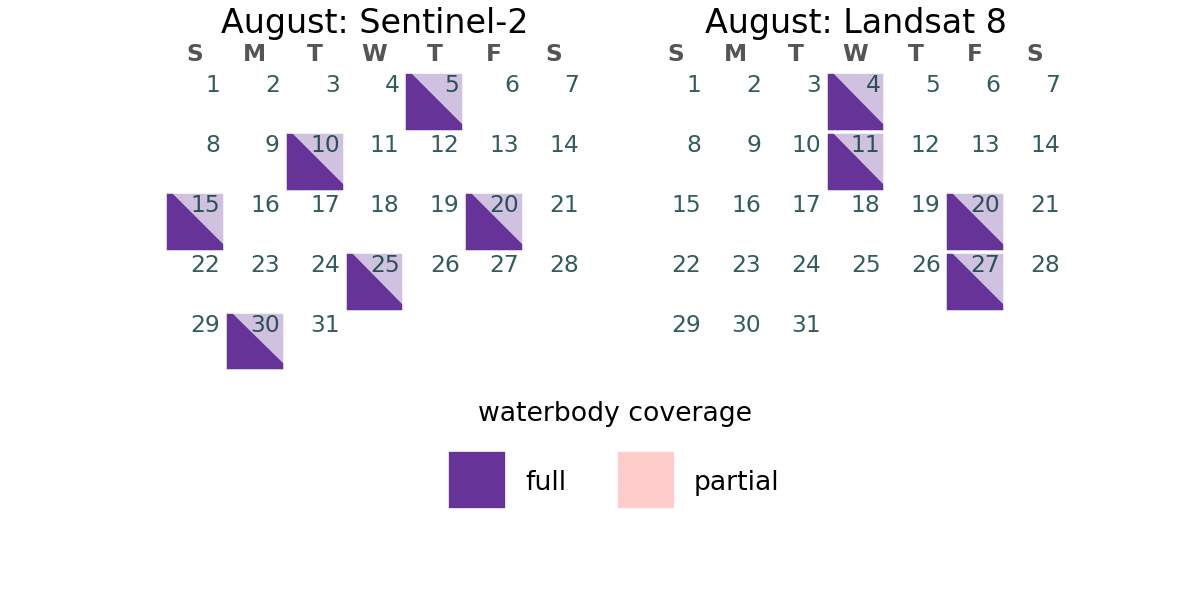 August: Sentinel-2
S M T W T F S
1 2 3 4 5 6 7
8 9 10 11 12 13 14
15 16 17 18 19 20 21
22 23 24 25 26 27 28
29 30 31
August: Landsat 8
S M T W T F S
1 2 3 4 5 6 7
8 9 10 11 12 13 14
15 16 17 18 19 20 21
22 23 24 25 26 27 28
29 30 31
waterbody coverage
full partial